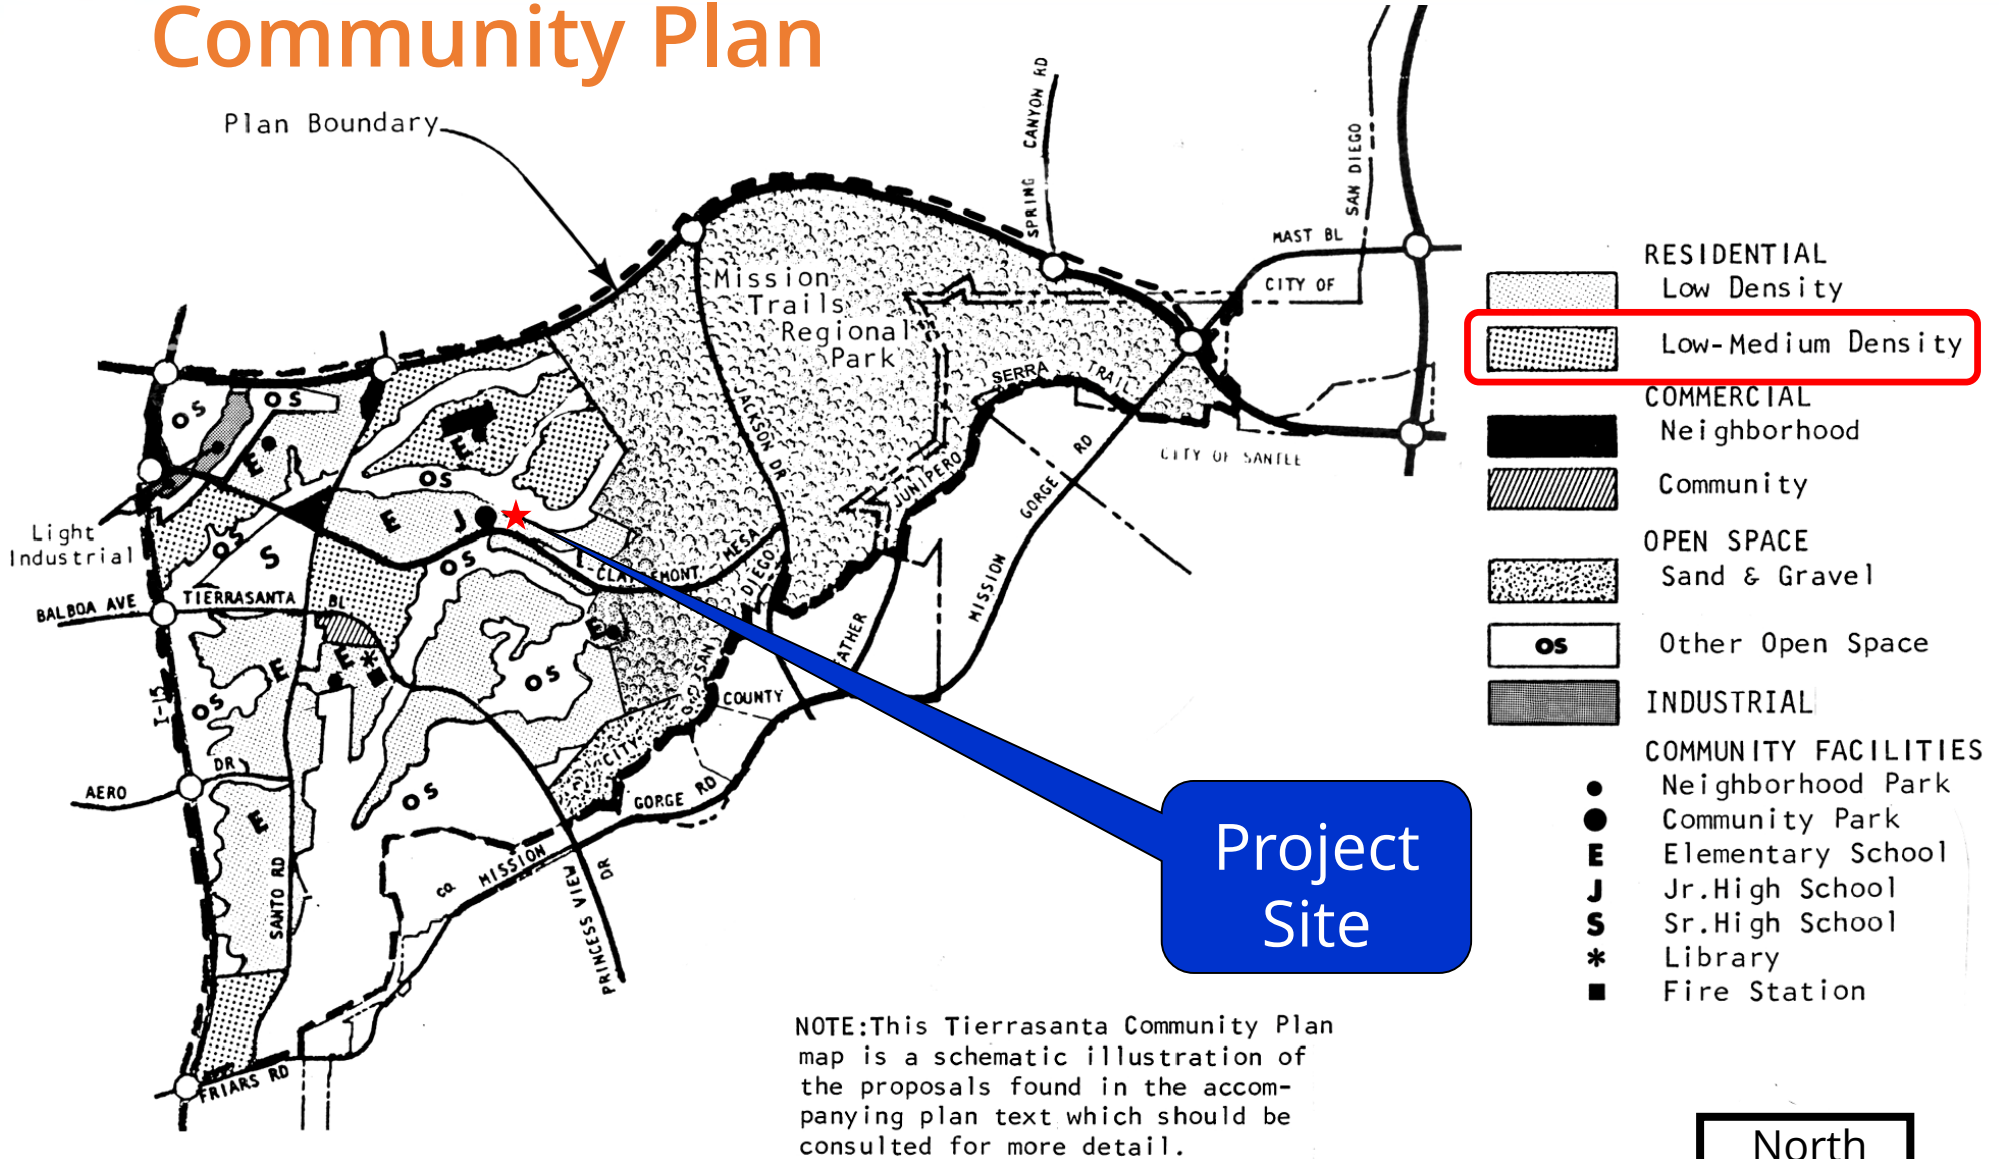 Community Plan
Plan Boundary
SPRING CANYON RD
SAN DIEGO
MAST BL
CITY OF
Mission
Trails
Regional
Park
JACKSON DR
SERRA
TRAIL
CITY OF SANTEE
JUNIPERO
GORGE RD
MISSION
OS
OS
E
E
OS
E
J
OS
S
OS
Light
Industrial
CLAIREMONT
MESA
BALBOA AVE
TIERRASANTA BL
SAN DIEGO
E
E
E
OS
OS
I-15
COUNTY
CITY
AERO
DR
OS
GORGE RD
E
SANTO RD
MISSION
PRINCESS VIEW DR
FRIARS RD
Project
Site
RESIDENTIAL
Low Density
Low-Medium Density
COMMERCIAL
Neighborhood
Community
OPEN SPACE
Sand & Gravel
OS Other Open Space
INDUSTRIAL
COMMUNITY FACILITIES
Neighborhood Park
Community Park
E Elementary School
J Jr.High School
S Sr.High School
* Library
Fire Station
NOTE:This Tierrasanta Community Plan
map is a schematic illustration of
the proposals found in the accom-
panying plan text which should be
consulted for more detail.
North